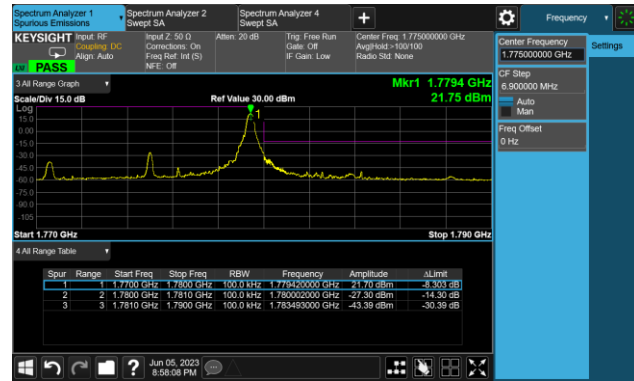 Spectrum Analyzer 1
Spurious Emissions
Spectrum Analyzer 2
Swept SA
Spectrum Analyzer 4
Swept SA
+
Frequency
KEYSIGHT
Input: RF
Coupling: DC
Align: Auto
Input Z: 50 Ω
Corrections: On
Freq Ref: Int (S)
NFE: Off
Atten: 20 dB
Trig: Free Run
Gate: Off
IF Gain: Low
Center Freq: 1.775000000 GHz
Avg|Hold:>100/100
Radio Std: None
PASS
Center Frequency
1.775000000 GHz
Settings
CF Step
6.900000 MHz
Auto
Man
Freq Offset
0 Hz
3 All Range Graph
Mkr1 1.7794 GHz
21.75 dBm
Scale/Div 15.0 dB
Ref Value 30.00 dBm
Log
15.0
0.00
-15.0
-30.0
-45.0
-60.0
-75.0
-90.0
-105
1
Start 1.770 GHz
Stop 1.790 GHz
4 All Range Table
Spur Range Start Freq Stop Freq RBW Frequency Amplitude ΔLimit
1 1 1.7700 GHz 1.7800 GHz 100.0 kHz 1.779420000 GHz 21.70 dBm -8.303 dB
2 2 1.7800 GHz 1.7810 GHz 100.0 kHz 1.780002000 GHz -27.30 dBm -14.30 dB
3 3 1.7810 GHz 1.7900 GHz 100.0 kHz 1.783493000 GHz -43.39 dBm -30.39 dB
?
Jun 05, 2023
8:58:08 PM